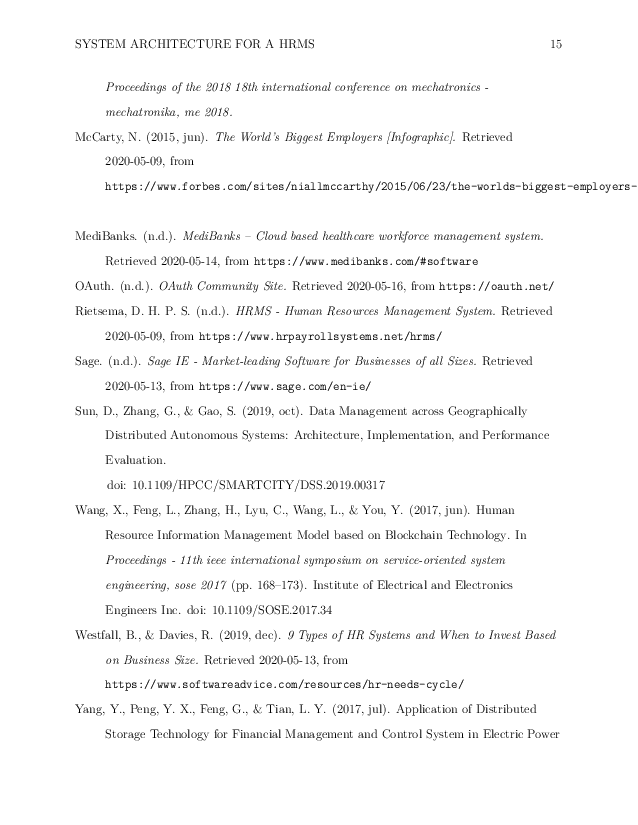 SYSTEM ARCHITECTURE FOR A HRMS 15
Proceedings of the 2018 18th international conference on mechatronics -
mechatronika, me 2018.
McCarty, N. (2015, jun). The World's Biggest Employers [Infographic]. Retrieved
2020-05-09, from
https://www.forbes.com/sites/niallmccarthy/2015/06/23/the-worlds-biggest-employers-
MediBanks. (n.d.). MediBanks – Cloud based healthcare workforce management system.
Retrieved 2020-05-14, from https://www.medibanks.com/#software
OAuth. (n.d.). OAuth Community Site. Retrieved 2020-05-16, from https://oauth.net/
Rietsema, D. H. P. S. (n.d.). HRMS - Human Resources Management System. Retrieved
2020-05-09, from https://www.hrpayrollsystems.net/hrms/
Sage. (n.d.). Sage IE - Market-leading Software for Businesses of all Sizes. Retrieved
2020-05-13, from https://www.sage.com/en-ie/
Sun, D., Zhang, G., & Gao, S. (2019, oct). Data Management across Geographically
Distributed Autonomous Systems: Architecture, Implementation, and Performance
Evaluation.
doi: 10.1109/HPCC/SMARTCITY/DSS.2019.00317
Wang, X., Feng, L., Zhang, H., Lyu, C., Wang, L., & You, Y. (2017, jun). Human
Resource Information Management Model based on Blockchain Technology. In
Proceedings - 11th ieee international symposium on service-oriented system
engineering, sose 2017 (pp. 168–173). Institute of Electrical and Electronics
Engineers Inc. doi: 10.1109/SOSE.2017.34
Westfall, B., & Davies, R. (2019, dec). 9 Types of HR Systems and When to Invest Based
on Business Size. Retrieved 2020-05-13, from
https://www.softwareadvice.com/resources/hr-needs-cycle/
Yang, Y., Peng, Y. X., Feng, G., & Tian, L. Y. (2017, jul). Application of Distributed
Storage Technology for Financial Management and Control System in Electric Power